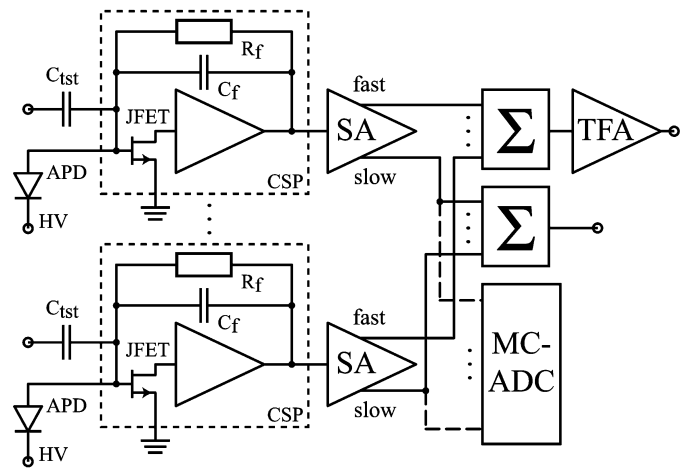 R_f
C_tst
C_f
fast
JFET
SA
Σ
TFA
APD
CSP
slow
HV
Σ
R_f
C_tst
C_f
fast
JFET
SA
MC-
ADC
APD
CSP
slow
HV